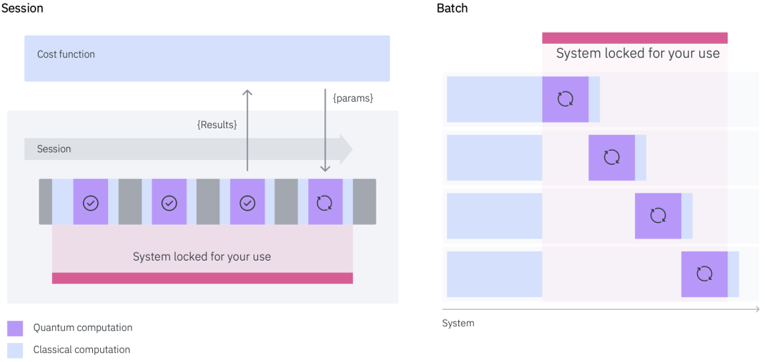 Session
Cost function
{Results}
{params}
Session
System locked for your use
Quantum computation
Classical computation
Batch
System locked for your use
System